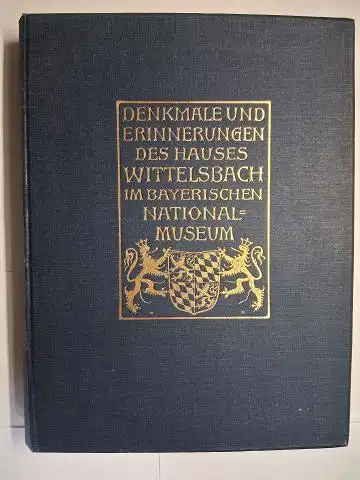 DENKMALE UND
ERINNERUNGEN
DES HAUSES
WITTELSBACH
IM BAYERISCHEN
NATIONAL=
MUSEUM